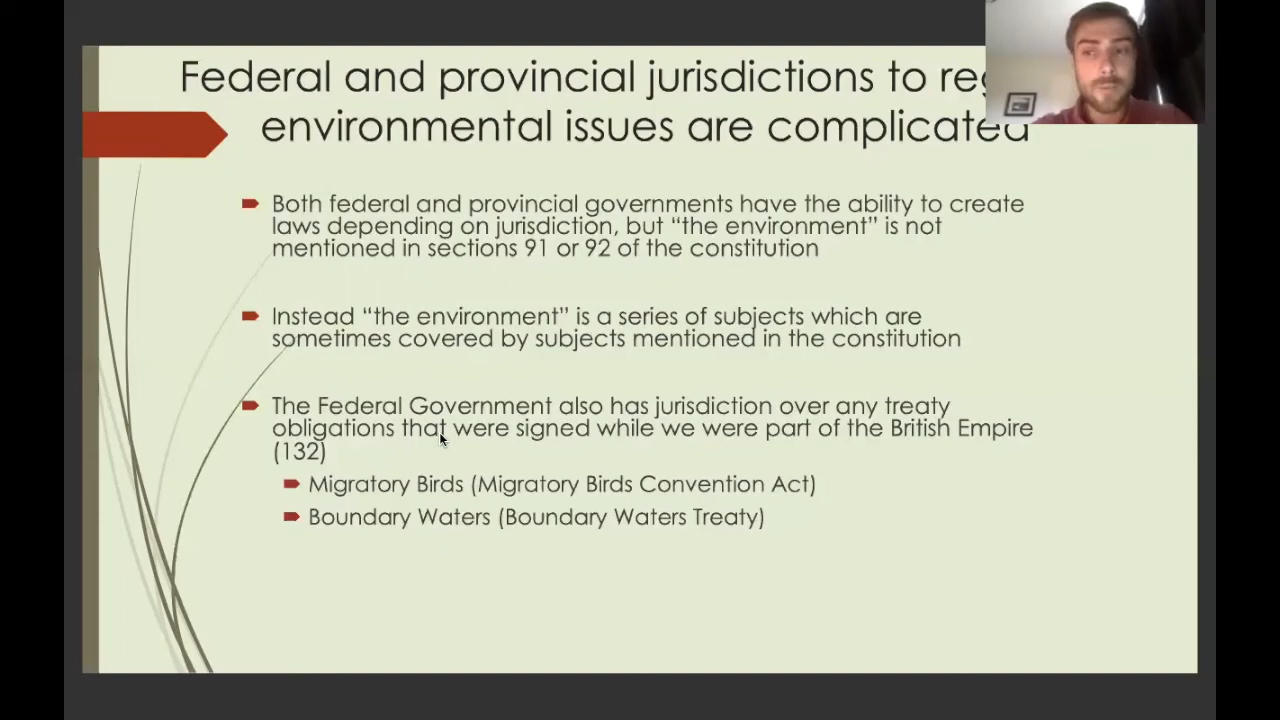 Federal and provincial jurisdictions to
environmental issues are complicated
Both federal and provincial governments have the ability to create
laws depending on jurisdiction, but “the environment” is not
mentioned in sections 91 or 92 of the constitution
Instead “the environment” is a series of subjects which are
sometimes covered by subjects mentioned in the constitution
The Federal Government also has jurisdiction over any treaty
obligations that were signed while we were part of the British Empire
(132)
Migratory Birds (Migratory Birds Convention Act)
Boundary Waters (Boundary Waters Treaty)